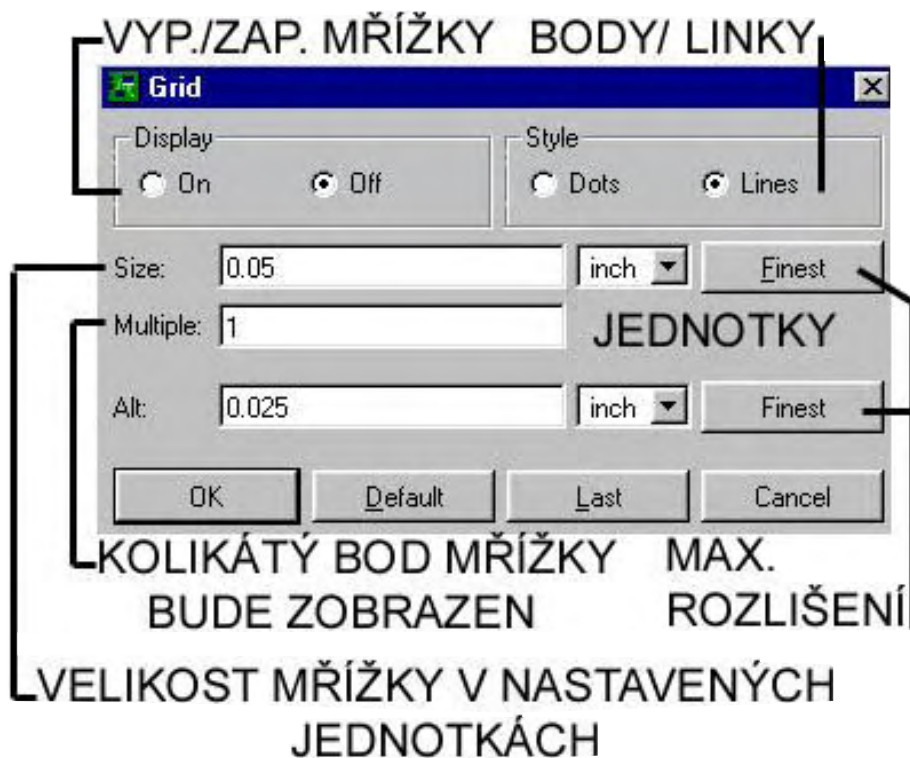 VYP./ZAP. MŘÍŽKY BODY/ LINKY
Grid
Display Style
On Off Dots Lines
Size: 0.05 inch Finest
Multiple: 1 JEDNOTKY
Alt: 0.025 inch Finest
OK Default Last Cancel
KOLIKÁTÝ BOD MŘÍŽKY MAX.
BUDE ZOBRAZEN ROZLIŠENÍ
VELIKOST MŘÍŽKY V NASTAVENÝCH
JEDNOTKÁCH